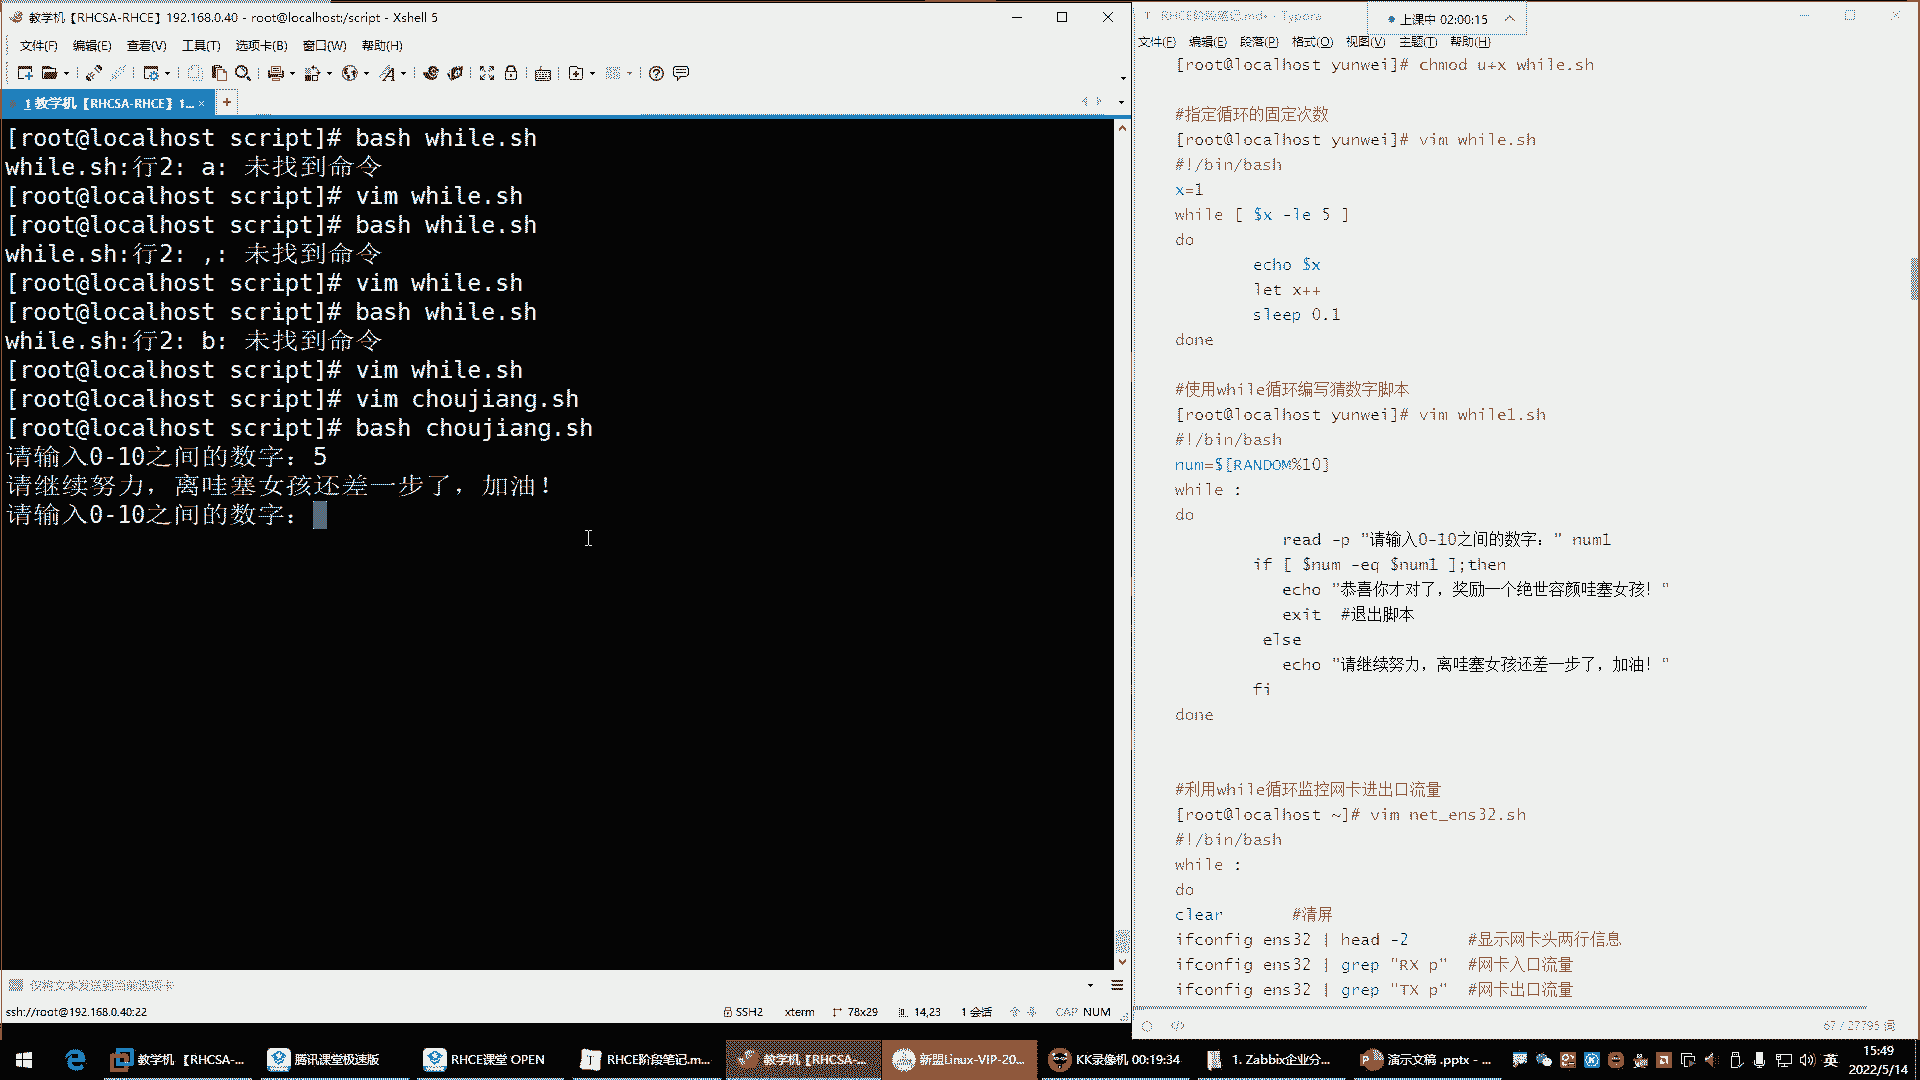 教学机【RHCSA-RHCE】192.168.0.40 - root@localhost:/script - Xshell 5
文件(F) 编辑(E) 查看(V) 工具(T) 选项卡(B) 窗口(W) 帮助(H)
1 教学机【RHCSA-RHCE】1...
[root@localhost script]# bash while.sh
while.sh:行2: a: 未找到命令
[root@localhost script]# vim while.sh
[root@localhost script]# bash while.sh
while.sh:行2: ,: 未找到命令
[root@localhost script]# vim while.sh
[root@localhost script]# bash while.sh
while.sh:行2: b: 未找到命令
[root@localhost script]# vim while.sh
[root@localhost script]# vim choujiang.sh
[root@localhost script]# bash choujiang.sh
请输入0-10之间的数字：5
请继续努力，离哇塞女孩还差一步了，加油！
请输入0-10之间的数字：
仅将文本发送到当前选项卡
ssh://root@192.168.0.40:22 SSH2 xterm 78x29 14,23 1 会话 CAP NUM
RHCE阶段笔记.md• - Typora
上课中 02:00:15
文件(F) 编辑(E) 段落(P) 格式(O) 视图(V) 主题(T) 帮助(H)
[root@localhost yunwei]# chmod u+x while.sh
#指定循环的固定次数
[root@localhost yunwei]# vim while.sh
#!/bin/bash
x=1
while [ $x -le 5 ]
do
echo $x
let x++
sleep 0.1
done
#使用while循环编写猜数字脚本
[root@localhost yunwei]# vim while1.sh
#!/bin/bash
num=$[RANDOM%10]
while :
do
read -p "请输入0-10之间的数字：" num1
if [ $num -eq $num1 ];then
echo "恭喜你才对了，奖励一个绝世容颜哇塞女孩！"
exit #退出脚本
else
echo "请继续努力，离哇塞女孩还差一步了，加油！"
fi
done
#利用while循环监控网卡进出口流量
[root@localhost ~]# vim net_ens32.sh
#!/bin/bash
while :
do
clear #清屏
ifconfig ens32 | head -2 #显示网卡头两行信息
ifconfig ens32 | grep "RX p" #网卡入口流量
ifconfig ens32 | grep "TX p" #网卡出口流量
67 / 27795 词
教学机 【RHCSA-... 腾讯课堂极速版 RHCE课堂 OPEN RHCE阶段笔记.m... 教学机【RHCSA-... 新盟Linux-VIP-20... KK录像机 00:19:34 1. Zabbix企业分... 演示文稿 .pptx - ... 英
15:49
2022/5/14